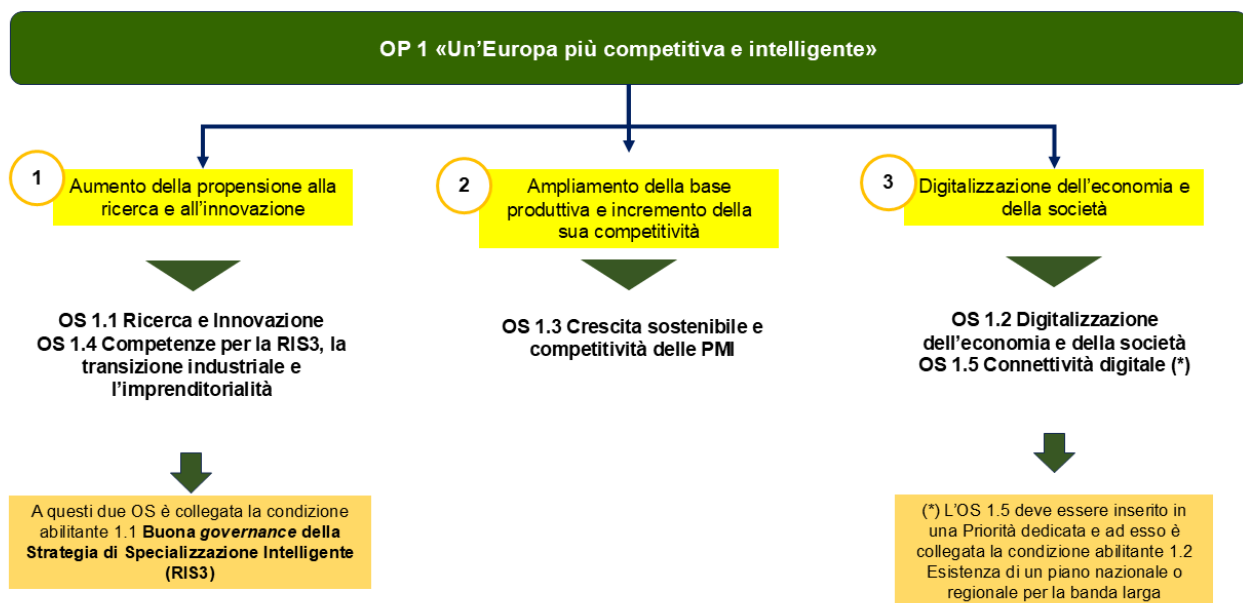 OP 1 «Un’Europa più competitiva e intelligente»
1
Aumento della propensione alla
ricerca e all’innovazione
2
Ampliamento della base
produttiva e incremento della
sua competitività
3
Digitalizzazione dell’economia e
della società
OS 1.1 Ricerca e Innovazione
OS 1.4 Competenze per la RIS3, la
transizione industriale e
l’imprenditorialità
OS 1.3 Crescita sostenibile e
competitività delle PMI
OS 1.2 Digitalizzazione
dell’economia e della società
OS 1.5 Connettività digitale (*)
A questi due OS è collegata la condizione
abilitante 1.1 Buona governance della
Strategia di Specializzazione Intelligente
(RIS3)
(*) L’OS 1.5 deve essere inserito in
una Priorità dedicata e ad esso è
collegata la condizione abilitante 1.2
Esistenza di un piano nazionale o
regionale per la banda larga